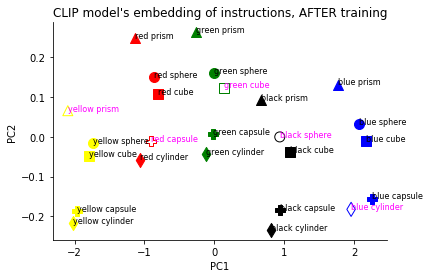 CLIP model's embedding of instructions, AFTER training
PC2
0.2
0.1
0.0
−0.1
−0.2
red prism
green prism
red sphere
green sphere
blue prism
red cube
green cube
black prism
yellow prism
blue sphere
green capsule
black sphere
yellow sphere
red capsule
blue cube
yellow cube
red cylinder
green cylinder
black cube
blue capsule
yellow capsule
black capsule
blue cylinder
yellow cylinder
black cylinder
−2
−1
0
1
2
PC1